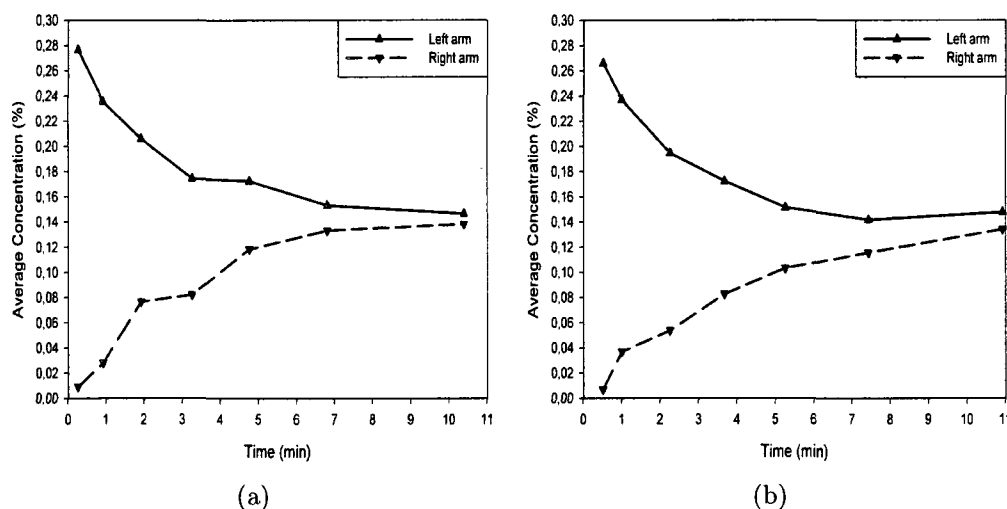 0,30
0,28
0,26
0,24
0,22
0,20
0,18
0,16
0,14
0,12
0,10
0,08
0,06
0,04
0,02
0,00
Average Concentration (%)
Left arm
Right arm
0 1 2 3 4 5 6 7 8 9 10 11
Time (min)
(a)
0,30
0,28
0,26
0,24
0,22
0,20
0,18
0,16
0,14
0,12
0,10
0,08
0,06
0,04
0,02
0,00
Average Concentration (%)
Left arm
Right arm
0 1 2 3 4 5 6 7 8 9 10 11
Time (min)
(b)